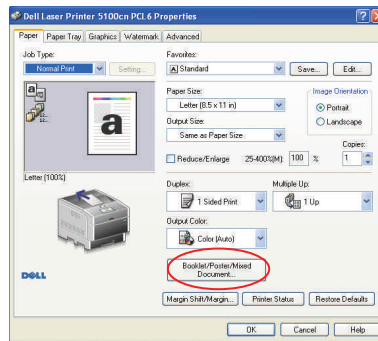 Dell Laser Printer 5100cn PCL6 Properties
Paper Paper Tray Graphics Watermark Advanced
Job Type:
Normal Print
Setting...
Favorites:
Standard
Save... Edit...
Paper Size:
Letter (8.5 x 11 in)
Output Size:
Same as Paper Size
Image Orientation
Portrait
Landscape
Reduce/Enlarge 25-400%(M): 100 %
Copies:
1
a
a
Letter (100%)
Duplex:
1 Sided Print
Multiple Up:
1 Up
Output Color:
Color (Auto)
DELL
Booklet/Poster/Mixed
Document...
Margin Shift/Margin... Printer Status Restore Defaults
OK Cancel Help